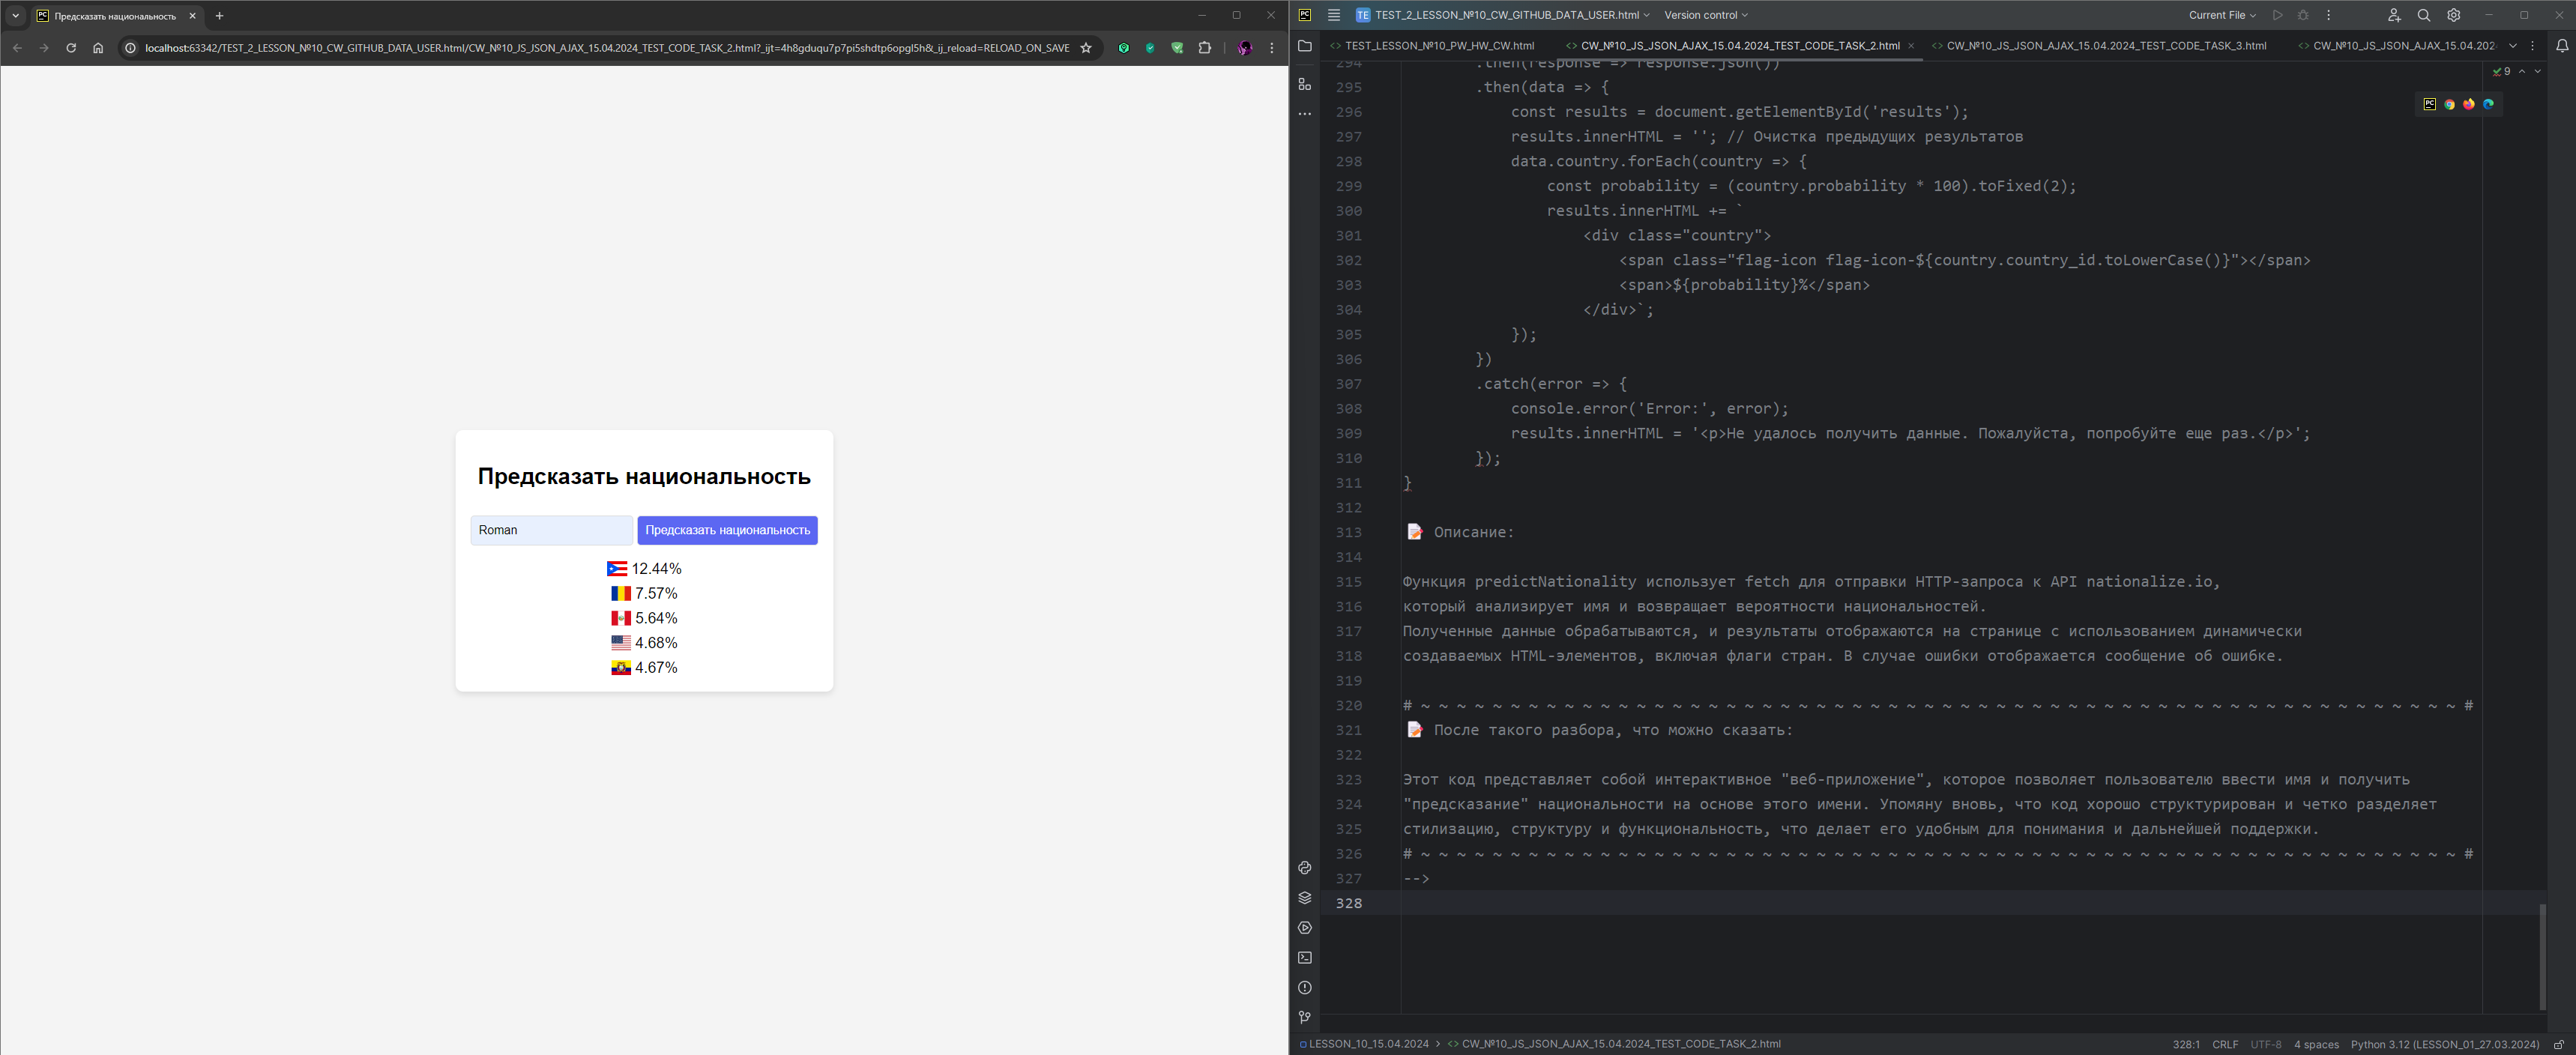 Предсказать национальность
localhost:63342/TEST_2_LESSON_№10_CW_GITHUB_DATA_USER.html/CW_№10_JS_JSON_AJAX_15.04.2024_TEST_CODE_TASK_2.html?_ijt=4h8gduqu7p7pi5shdtp6opgl5h&_ij_reload=RELOAD_ON_SAVE
Предсказать национальность
Roman
Предсказать национальность
12.44%
7.57%
5.64%
4.68%
4.67%
PC TE TEST_2_LESSON_№10_CW_GITHUB_DATA_USER.html Version control Current File
TEST_LESSON_№10_PW_HW_CW.html CW_№10_JS_JSON_AJAX_15.04.2024_TEST_CODE_TASK_2.html CW_№10_JS_JSON_AJAX_15.04.2024_TEST_CODE_TASK_3.html CW_№10_JS_JSON_AJAX_15.04.202
9
294 .then(response => response.json())
295 .then(data => {
296 const results = document.getElementById('results');
297 results.innerHTML = ''; // Очистка предыдущих результатов
298 data.country.forEach(country => {
299 const probability = (country.probability * 100).toFixed(2);
300 results.innerHTML += `
301 <div class="country">
302 <span class="flag-icon flag-icon-${country.country_id.toLowerCase()}"></span>
303 <span>${probability}%</span>
304 </div>`;
305 });
306 })
307 .catch(error => {
308 console.error('Error:', error);
309 results.innerHTML = '<p>Не удалось получить данные. Пожалуйста, попробуйте еще раз.</p>';
310 });
311 }
312
313 📝 Описание:
314
315 Функция predictNationality использует fetch для отправки HTTP-запроса к API nationalize.io,
316 который анализирует имя и возвращает вероятности национальностей.
317 Полученные данные обрабатываются, и результаты отображаются на странице с использованием динамически
318 создаваемых HTML-элементов, включая флаги стран. В случае ошибки отображается сообщение об ошибке.
319
320 # ~ ~ ~ ~ ~ ~ ~ ~ ~ ~ ~ ~ ~ ~ ~ ~ ~ ~ ~ ~ ~ ~ ~ ~ ~ ~ ~ ~ ~ ~ ~ ~ ~ ~ ~ ~ ~ ~ ~ ~ ~ ~ ~ ~ ~ ~ ~ ~ ~ ~ ~ ~ ~ ~ ~ ~ ~ ~ #
321 📝 После такого разбора, что можно сказать:
322
323 Этот код представляет собой интерактивное "веб-приложение", которое позволяет пользователю ввести имя и получить
324 "предсказание" национальности на основе этого имени. Упомяну вновь, что код хорошо структурирован и четко разделяет
325 стилизацию, структуру и функциональность, что делает его удобным для понимания и дальнейшей поддержки.
326 # ~ ~ ~ ~ ~ ~ ~ ~ ~ ~ ~ ~ ~ ~ ~ ~ ~ ~ ~ ~ ~ ~ ~ ~ ~ ~ ~ ~ ~ ~ ~ ~ ~ ~ ~ ~ ~ ~ ~ ~ ~ ~ ~ ~ ~ ~ ~ ~ ~ ~ ~ ~ ~ ~ ~ ~ ~ ~ #
327 -->
328
LESSON_10_15.04.2024 > CW_№10_JS_JSON_AJAX_15.04.2024_TEST_CODE_TASK_2.html 328:1 CRLF UTF-8 4 spaces Python 3.12 (LESSON_01_27.03.2024)